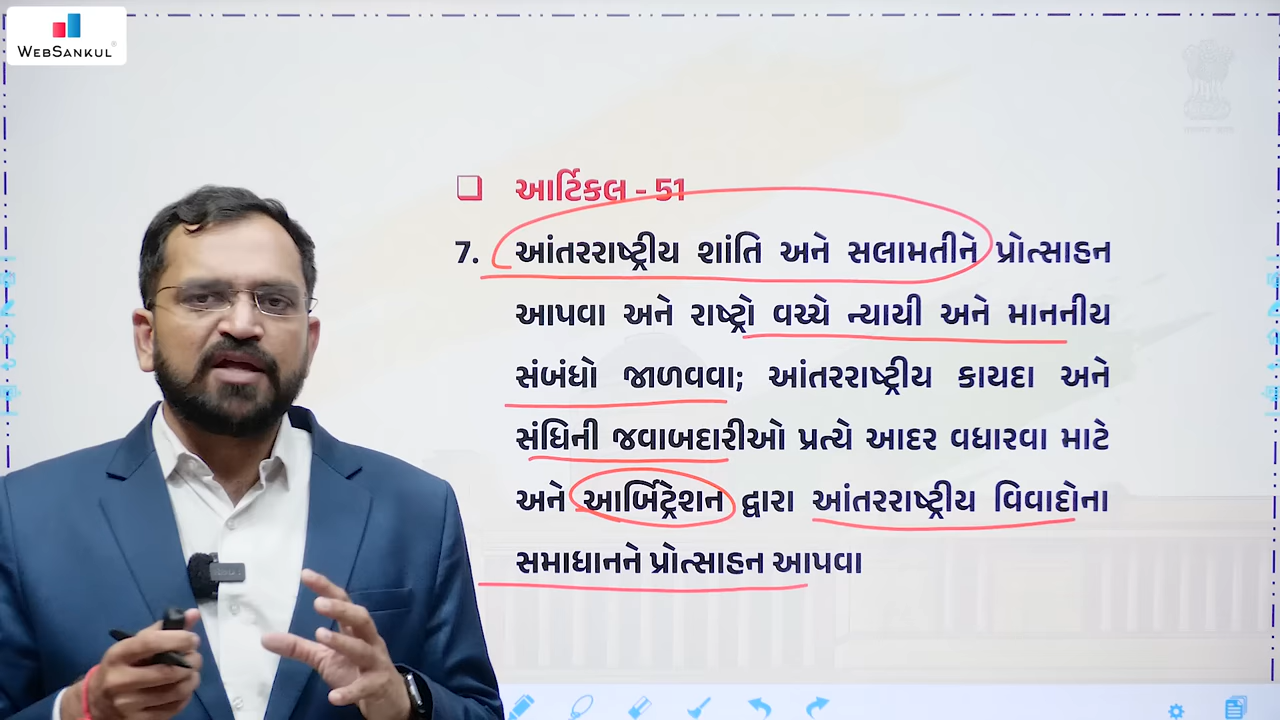 WEBSANKUL
આર્ટિકલ - 51
7. આંતરરાષ્ટ્રીય શાંતિ અને સલામતીને પ્રોત્સાહન
આપવા અને રાષ્ટ્રો વચ્ચે ન્યાયી અને માનનીય
સંબંધો જાળવવા; આંતરરાષ્ટ્રીય કાયદા અને
સંધિની જવાબદારીઓ પ્રત્યે આદર વધારવા માટે
અને આર્બિટ્રેશન દ્વારા આંતરરાષ્ટ્રીય વિવાદોના
સમાધાનને પ્રોત્સાહન આપવા